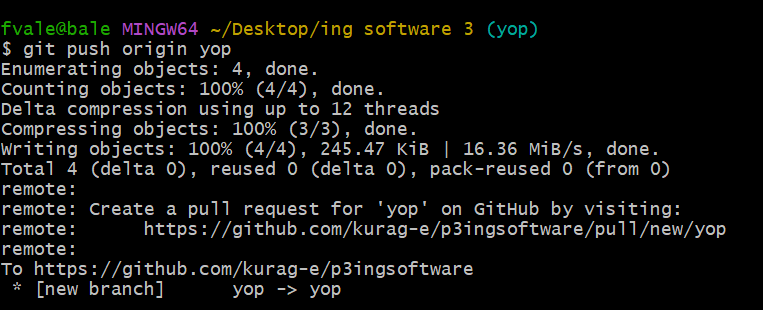 fvale@bale MINGW64 ~/Desktop/ing software 3 (yop)
$ git push origin yop
Enumerating objects: 4, done.
Counting objects: 100% (4/4), done.
Delta compression using up to 12 threads
Compressing objects: 100% (3/3), done.
Writing objects: 100% (4/4), 245.47 KiB | 16.36 MiB/s, done.
Total 4 (delta 0), reused 0 (delta 0), pack-reused 0 (from 0)
remote:
remote: Create a pull request for 'yop' on GitHub by visiting:
remote:      https://github.com/kurag-e/p3ingsoftware/pull/new/yop
remote:
To https://github.com/kurag-e/p3ingsoftware
 * [new branch]      yop -> yop